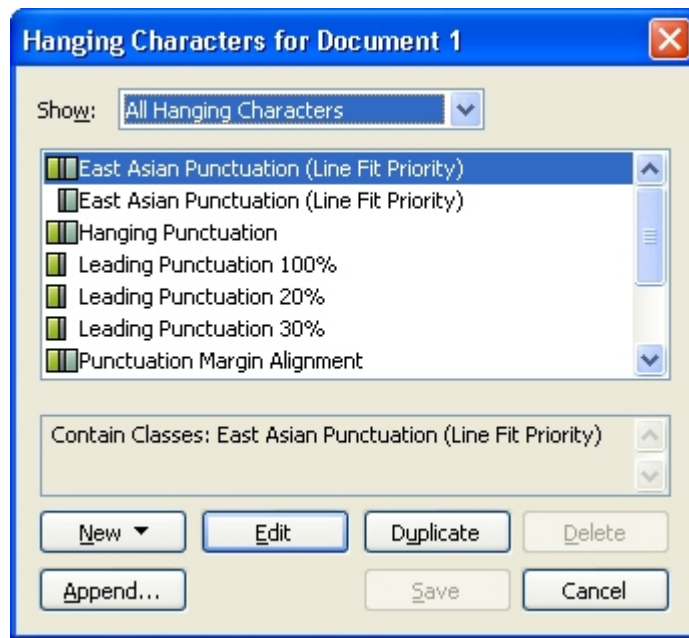 Hanging Characters for Document 1
Show: All Hanging Characters
East Asian Punctuation (Line Fit Priority)
East Asian Punctuation (Line Fit Priority)
Hanging Punctuation
Leading Punctuation 100%
Leading Punctuation 20%
Leading Punctuation 30%
Punctuation Margin Alignment
Contain Classes: East Asian Punctuation (Line Fit Priority)
New Edit Duplicate Delete
Append... Save Cancel